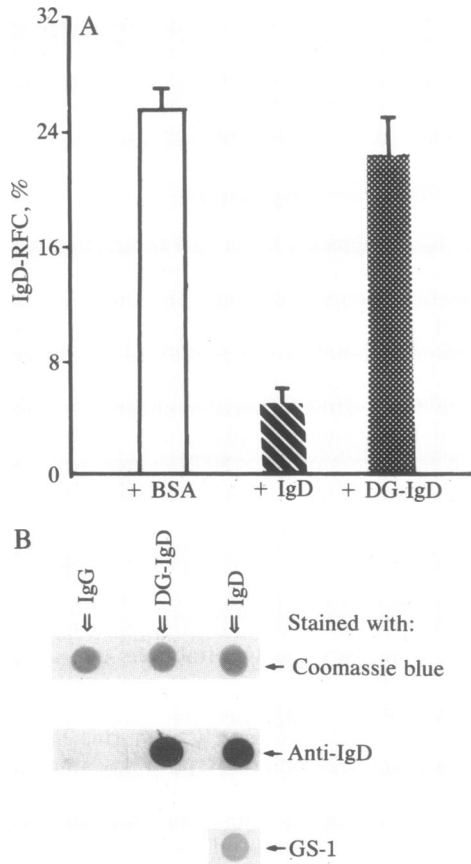 A
32
24
16
8
0
IgD-RFC, %
+ BSA
+ IgD
+ DG-IgD
B
⇐ IgG
⇐ DG-IgD
⇐ IgD
Stained with:
← Coomassie blue
← Anti-IgD
← GS-1